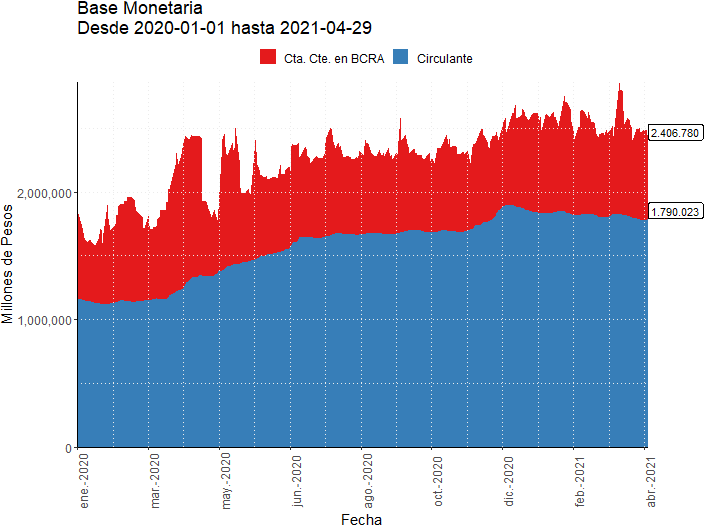 Base Monetaria
Desde 2020-01-01 hasta 2021-04-29
Cta. Cte. en BCRA
Circulante
Millones de Pesos
2,000,000
1,000,000
0
2.406.780
1.790.023
ene.-2020
mar.-2020
may.-2020
jun.-2020
ago.-2020
oct.-2020
dic.-2020
feb.-2021
abr.-2021
Fecha